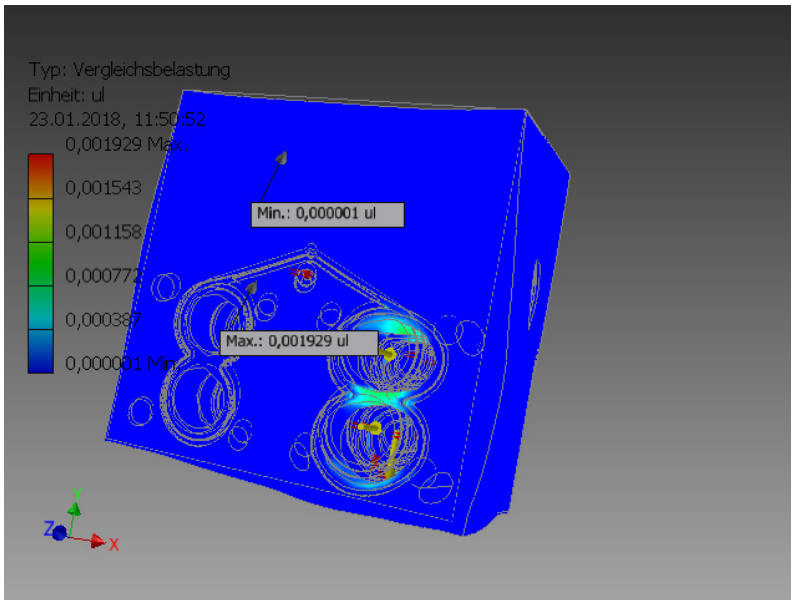 Typ: Vergleichsbelastung
Einheit: ul
23.01.2018, 11:50:52
0,001929 Max.
0,001543
0,001158
0,000772
0,000387
0,000001 Min.
Min.: 0,000001 ul
Max.: 0,001929 ul
Y
Z
X